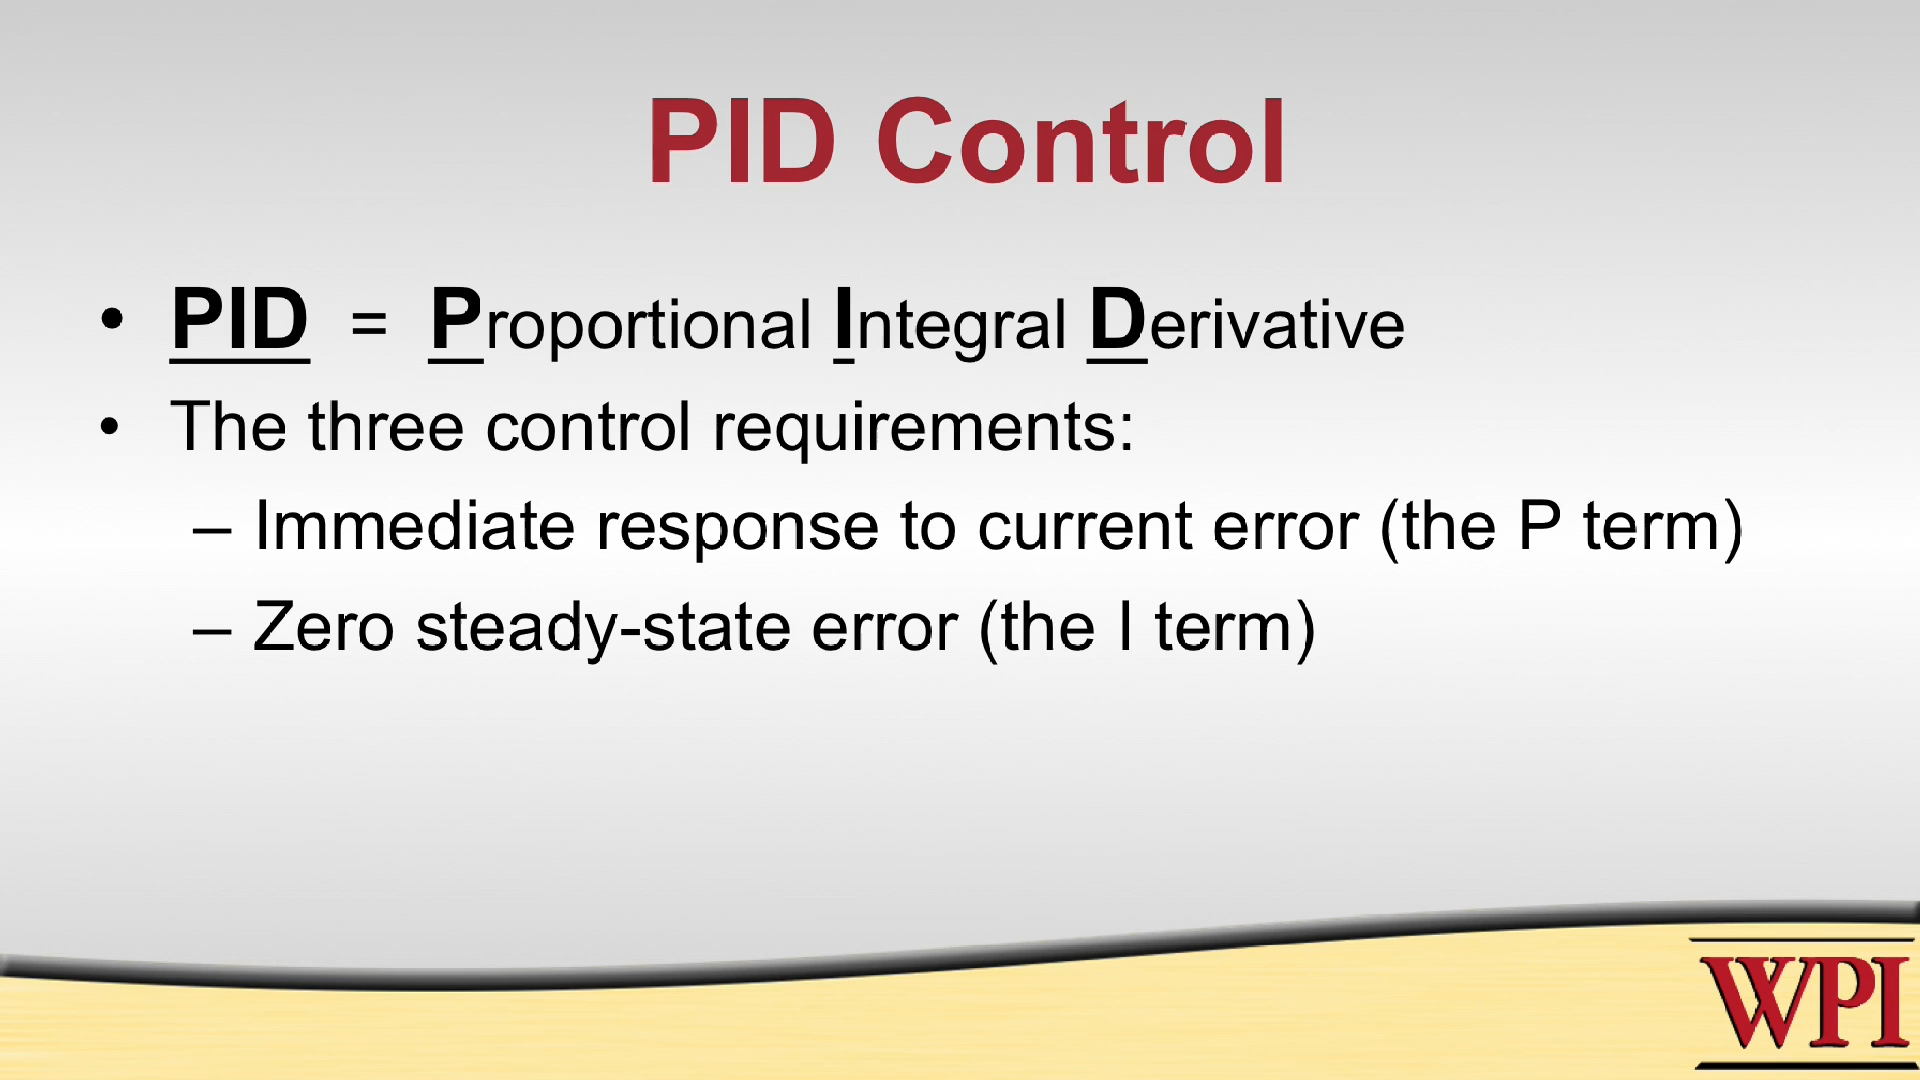 PID Control
• PID = Proportional Integral Derivative
• The three control requirements:
– Immediate response to current error (the P term)
– Zero steady-state error (the I term)
WPI